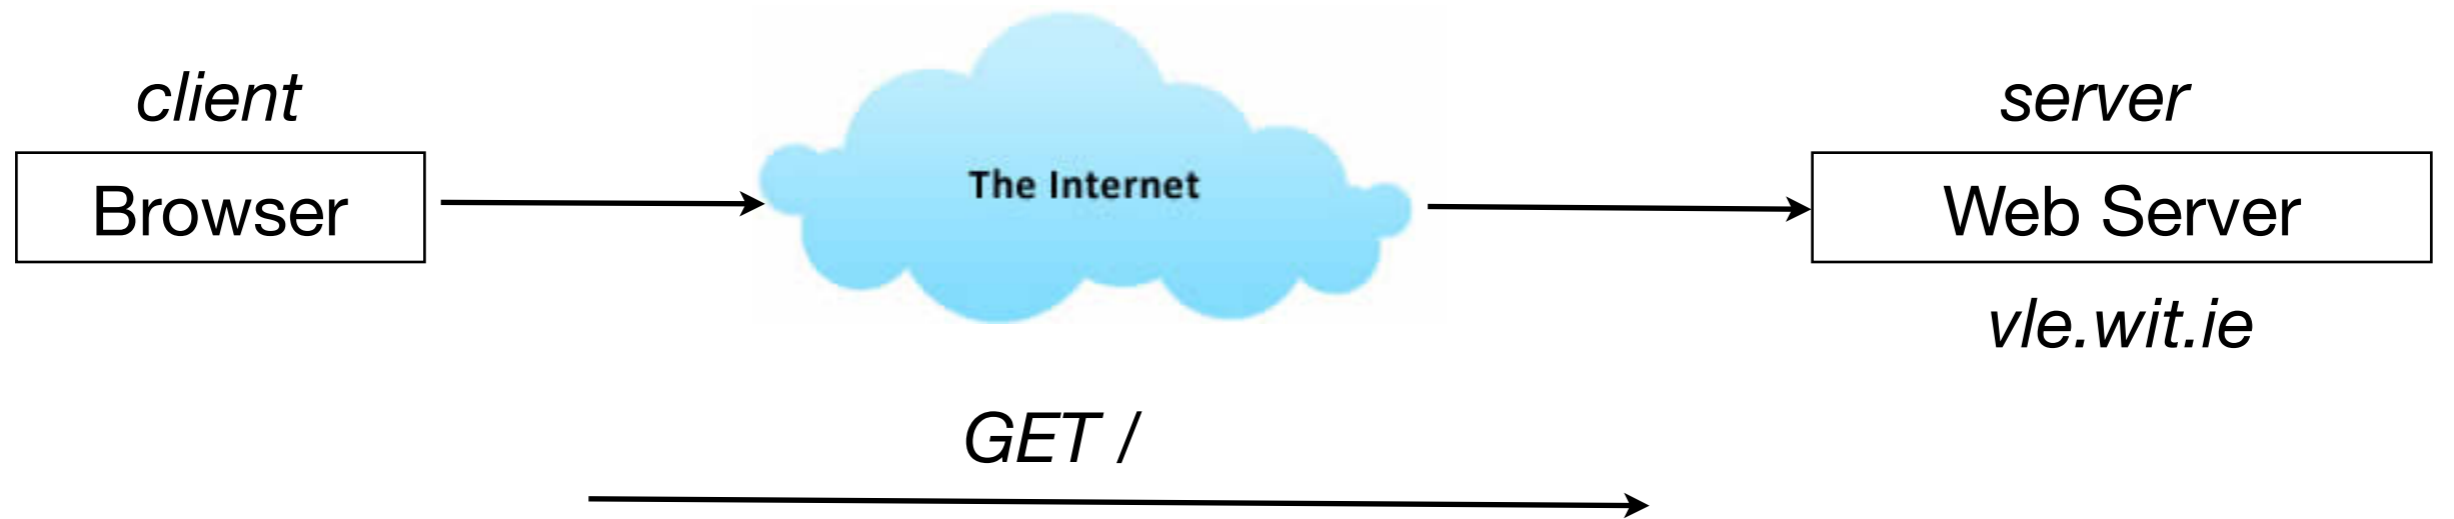 client
server
Browser
The Internet
Web Server
vle.wit.ie
GET /